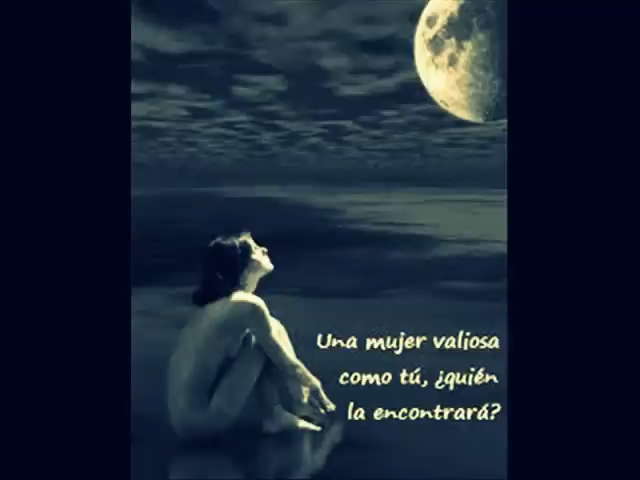 Una mujer valiosa
como tú, ¿quién
la encontrará?